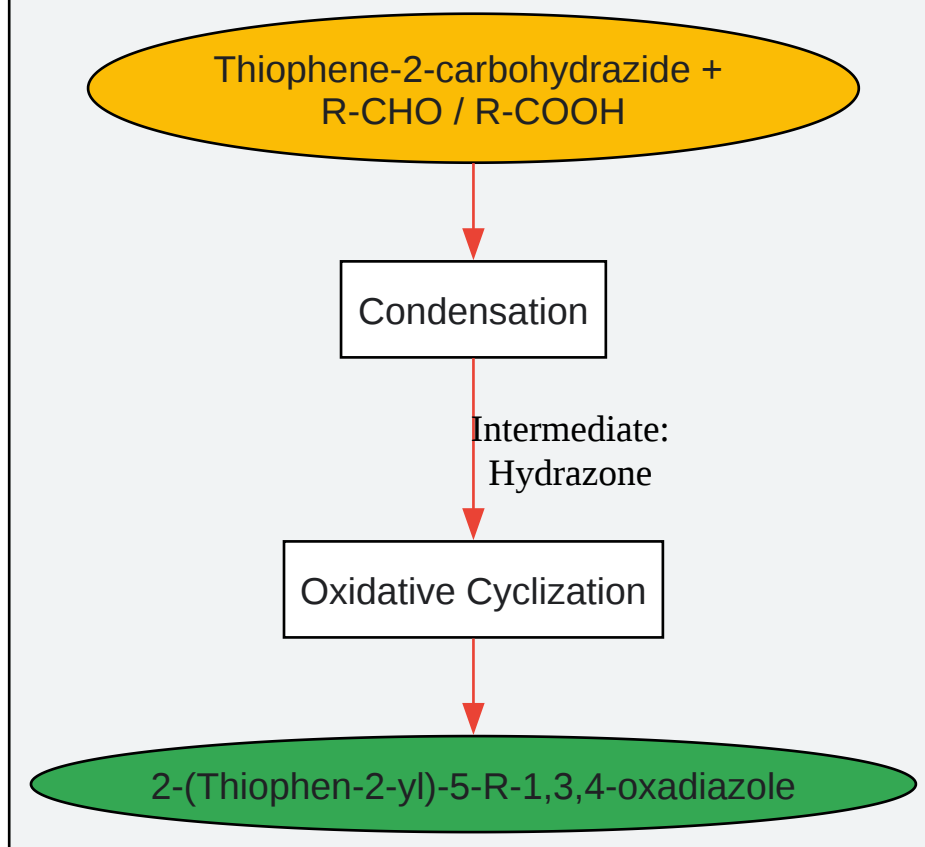 Thiophene-2-carbohydrazide +
R-CHO / R-COOH
Condensation
Intermediate:
Hydrazone
Oxidative Cyclization
2-(Thiophen-2-yl)-5-R-1,3,4-oxadiazole